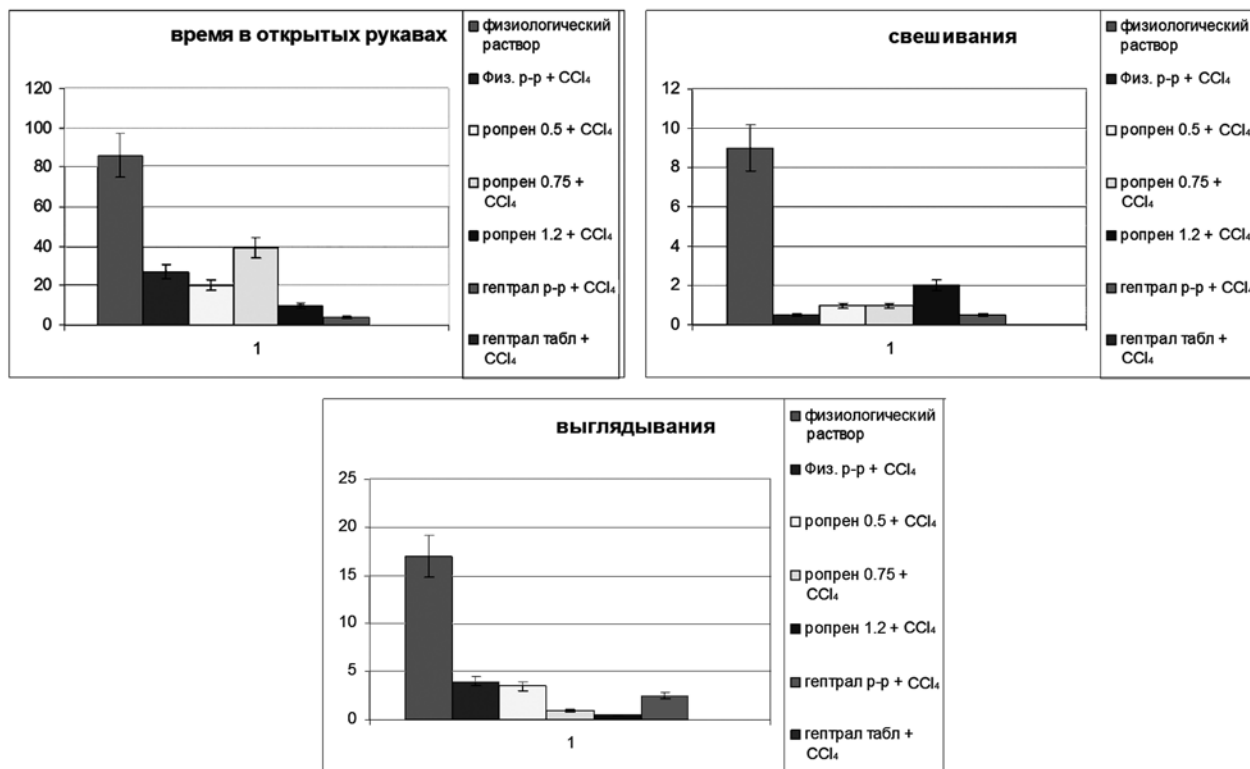 время в открытых рукавах
120
100
80
60
40
20
0
1
физиологический
раствор
Физ. р-р + CCl₄
ропрен 0.5 + CCl₄
ропрен 0.75 +
CCl₄
ропрен 1.2 + CCl₄
гептрал р-р + CCl₄
гептрал табл +
CCl₄
свешивания
12
10
8
6
4
2
0
1
физиологический
раствор
Физ. р-р + CCl₄
ропрен 0.5 + CCl₄
ропрен 0.75 +
CCl₄
ропрен 1.2 + CCl₄
гептрал р-р + CCl₄
гептрал табл +
CCl₄
выглядывания
25
20
15
10
5
0
1
физиологический
раствор
Физ. р-р + CCl₄
ропрен 0.5 + CCl₄
ропрен 0.75 +
CCl₄
ропрен 1.2 + CCl₄
гептрал р-р + CCl₄
гептрал табл +
CCl₄